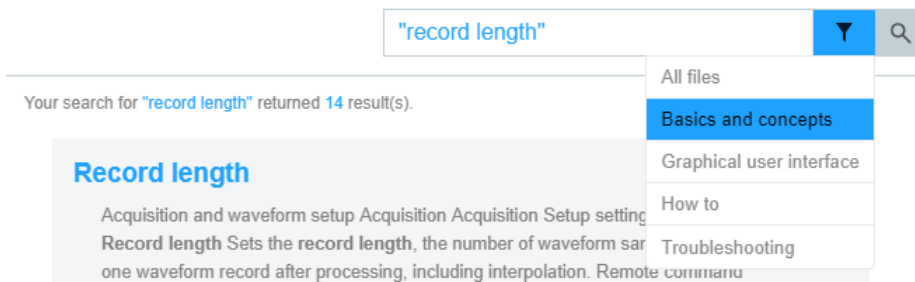 "record length"
All files
Your search for "record length" returned 14 result(s).
Basics and concepts
Record length
Graphical user interface
How to
Acquisition and waveform setup Acquisition Acquisition Setup setting
Record length Sets the record length, the number of waveform sar
Troubleshooting
one waveform record after processing, including interpolation. Remote command